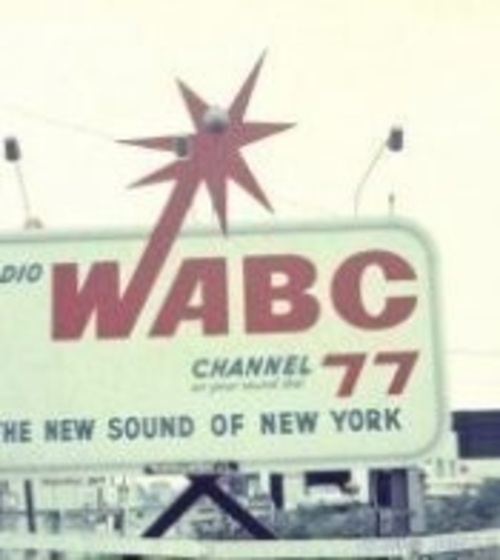 DIO WABC
CHANNEL 77
on your sound dial
THE NEW SOUND OF NEW YORK